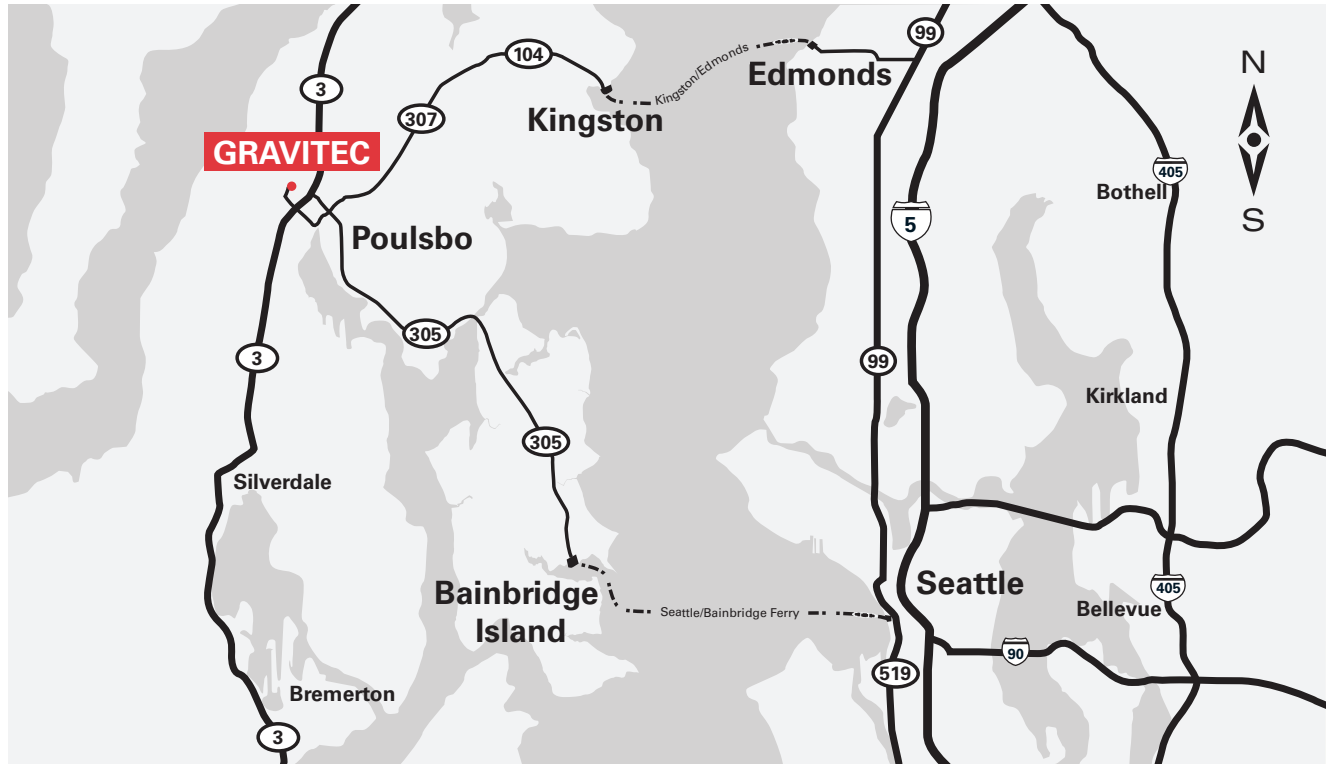 99
N
104
Kingston/Edmonds
Edmonds
3
307
Kingston
GRAVITEC
405
Bothell
S
5
Poulsbo
305
3
99
Kirkland
305
Silverdale
Bainbridge
Island
Seattle/Bainbridge Ferry
Seattle
405
Bellevue
90
519
Bremerton
3